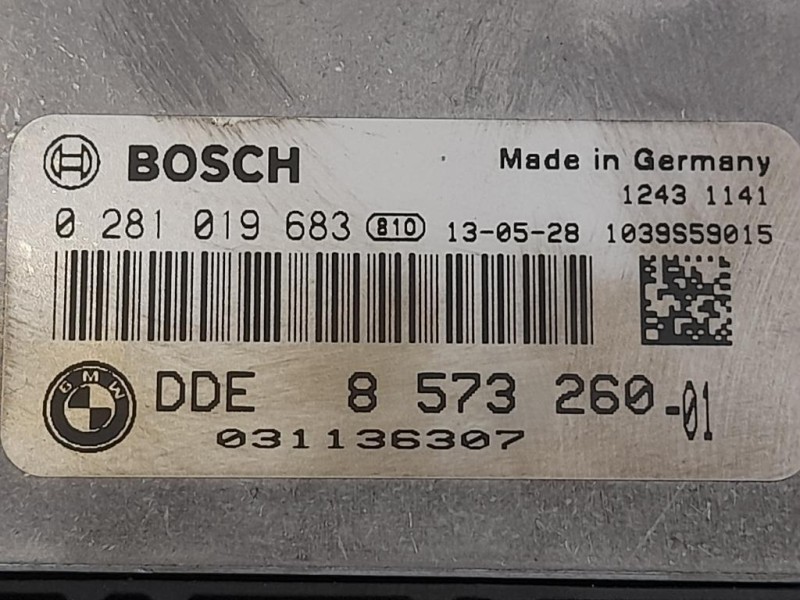 BOSCH
Made in Germany
1243 1141
0 281 019 683 810 13-05-28 1039S59015
BMW DDE 8 573 260-01
031136307